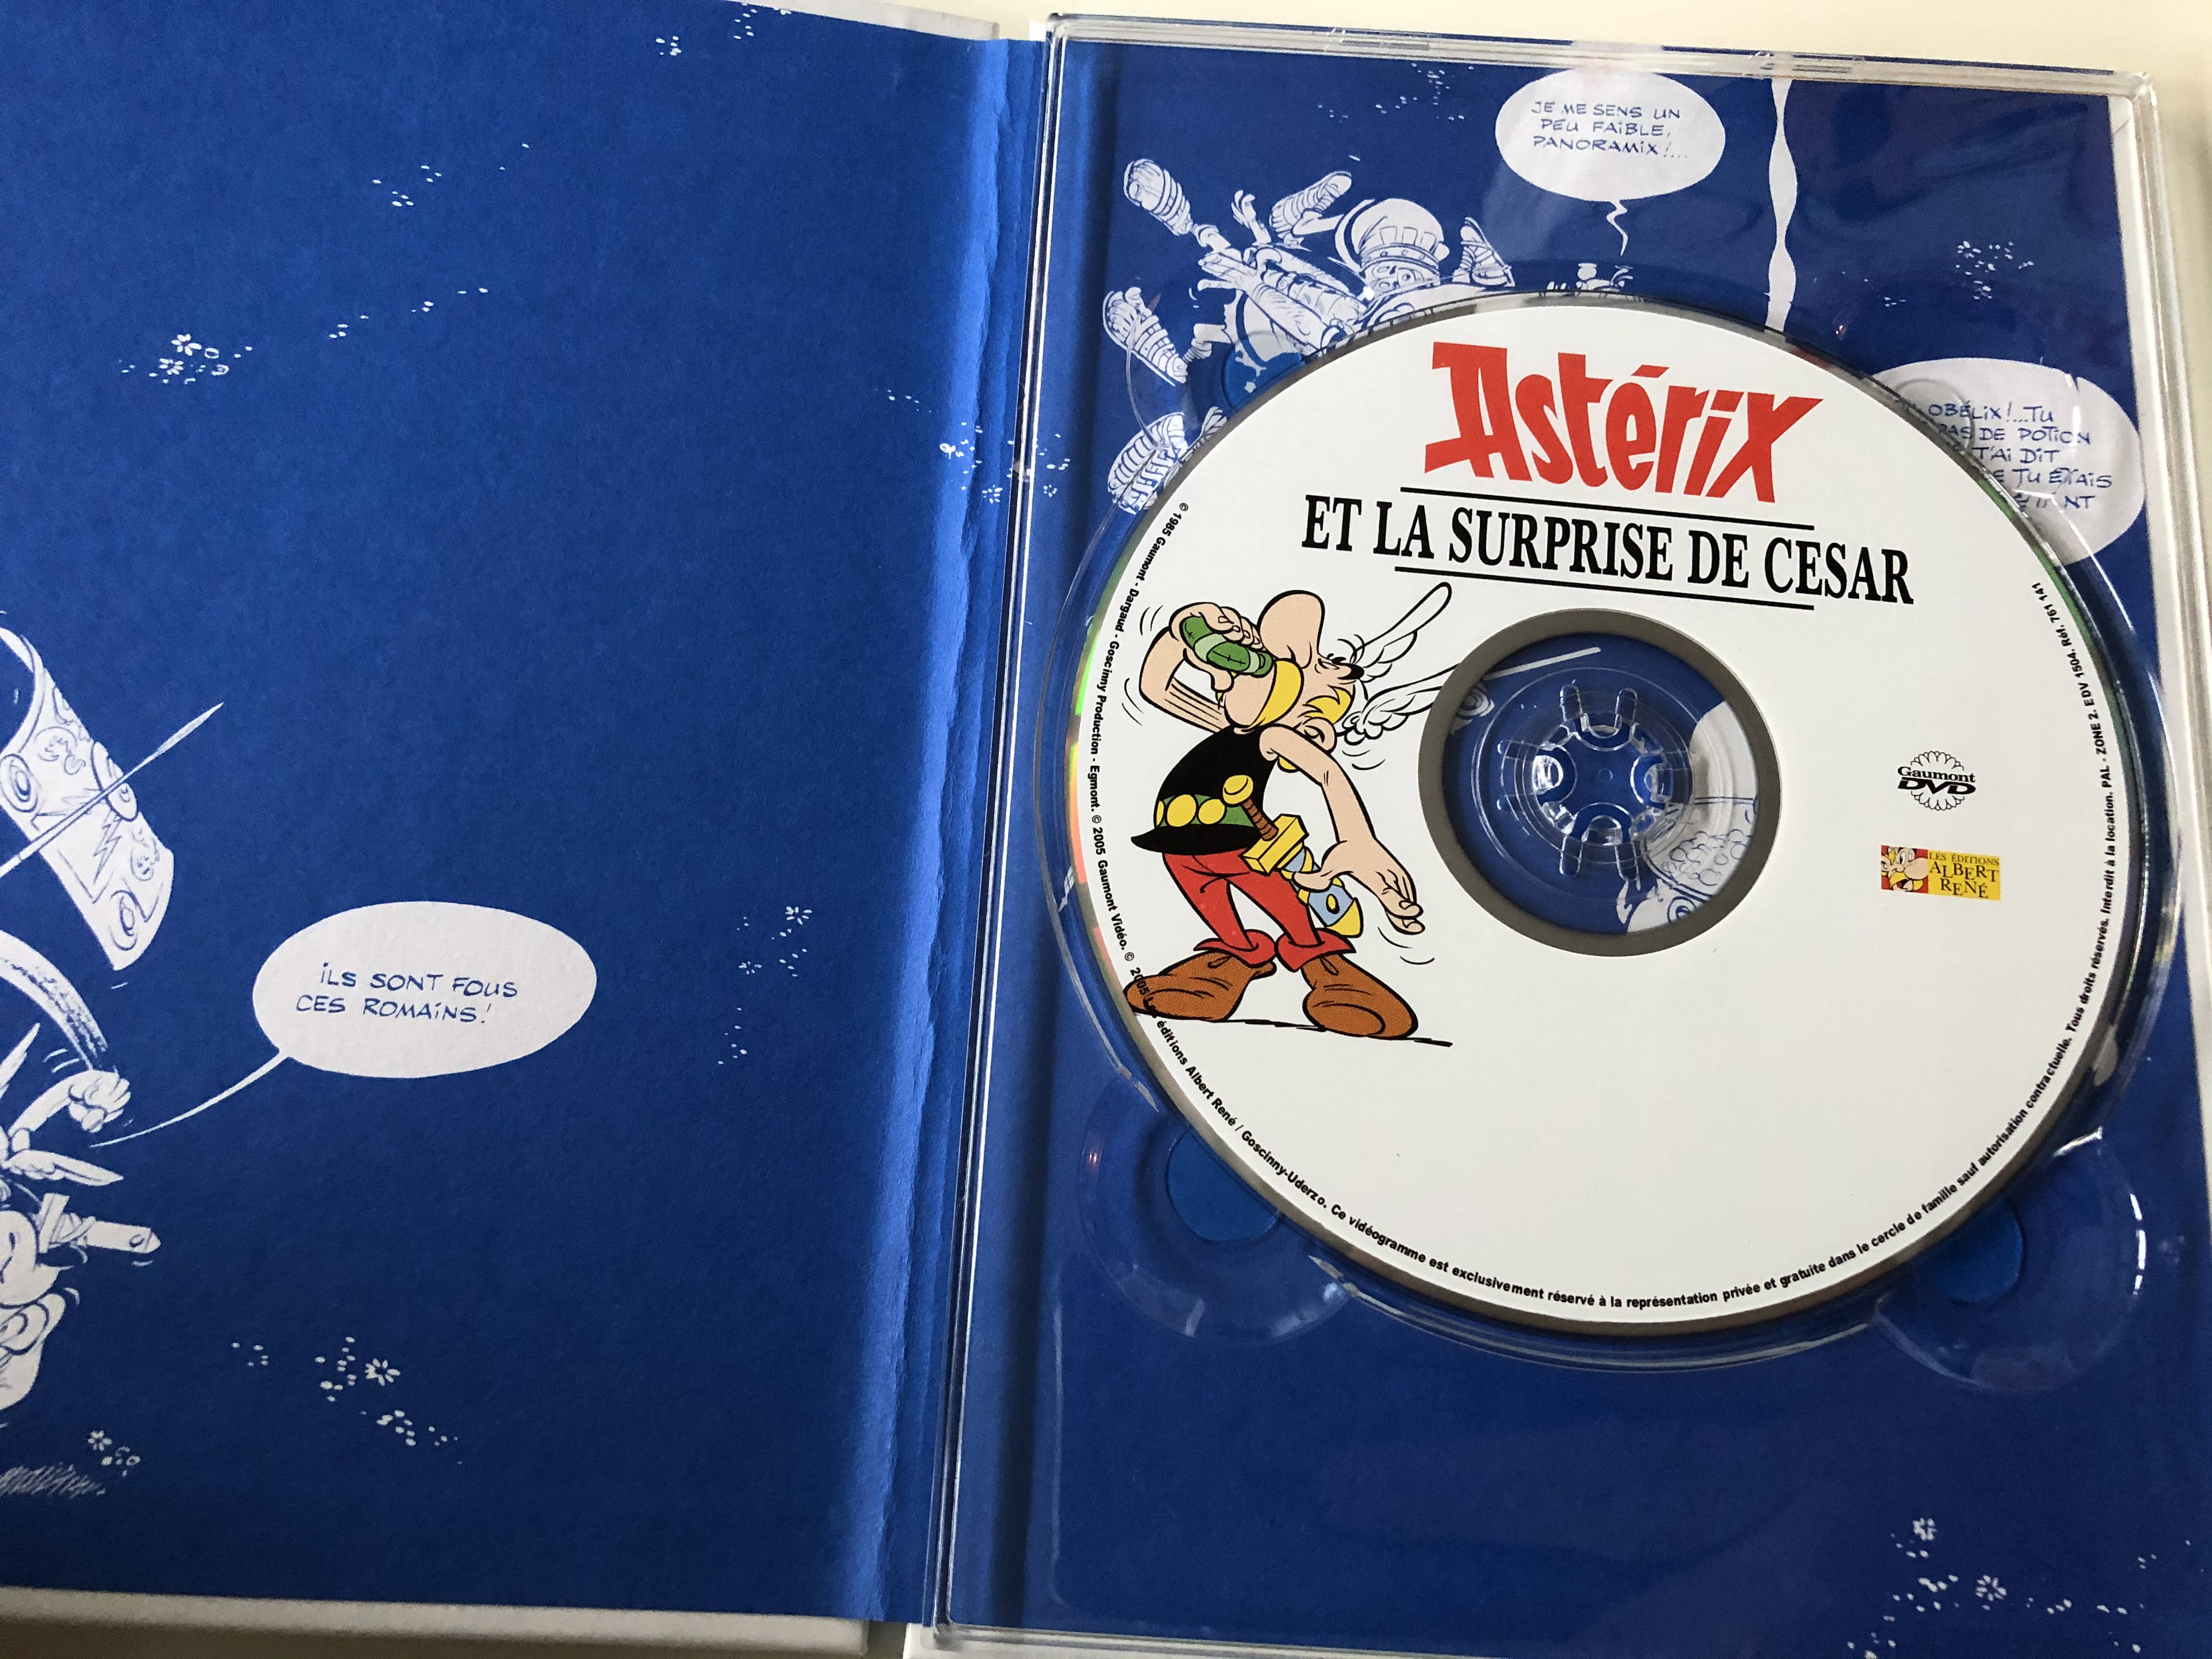 JE ME SENS UN
PEU FAIBLE,
PANORAMIX!...
OBÉLIX!...TU
PAS DE POTION
T'AI DIT
TU ÉTAIS
ILS SONT FOUS
CES ROMAINS!
Astérix
ET LA SURPRISE DE CESAR
Gaumont
DVD
LES ÉDITIONS
ALBERT
RENÉ
© 1985 Gaumont - Dargaud - Goscinny Production - Egmont. © 2005 Gaumont Vidéo. © 2005 Les éditions Albert René / Goscinny-Uderzo. Ce vidéogramme est exclusivement réservé à la représentation privée et gratuite dans le cercle de famille sauf autorisation contractuelle. Tous droits réservés. Interdit à la location. PAL - ZONE 2. EDV 1504. Réf. 761 141